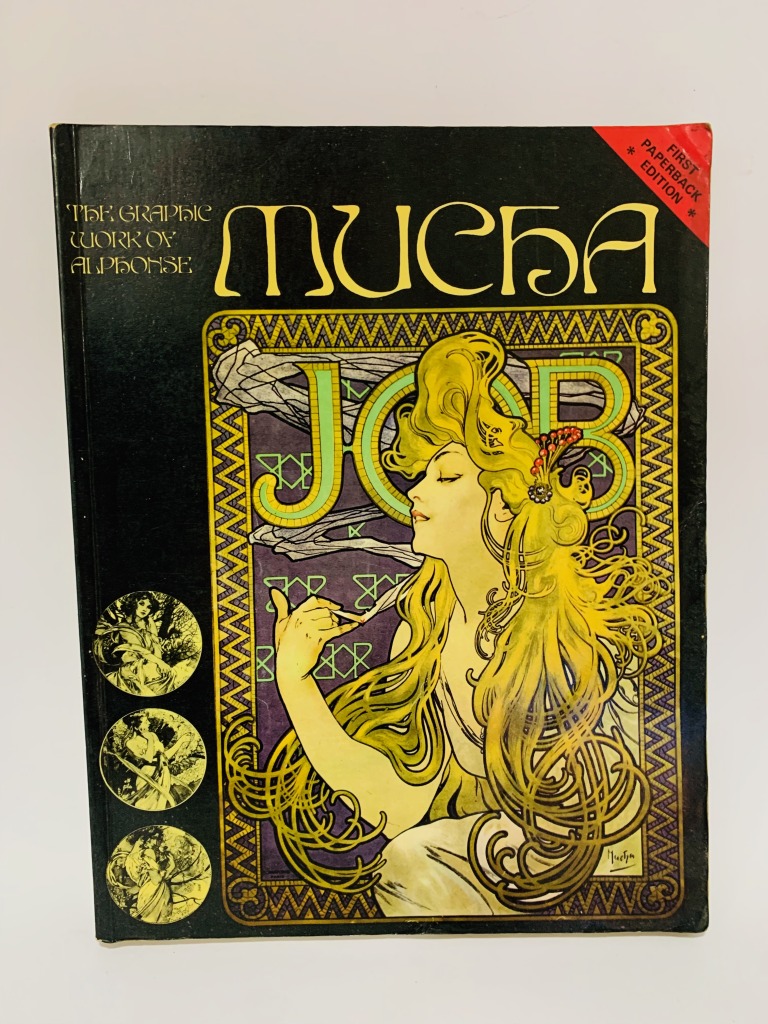 FIRST
* PAPERBACK
EDITION *
THE GRAPHIC
WORK OF
ALPHONSE
MUCHA
JOB
Mucha